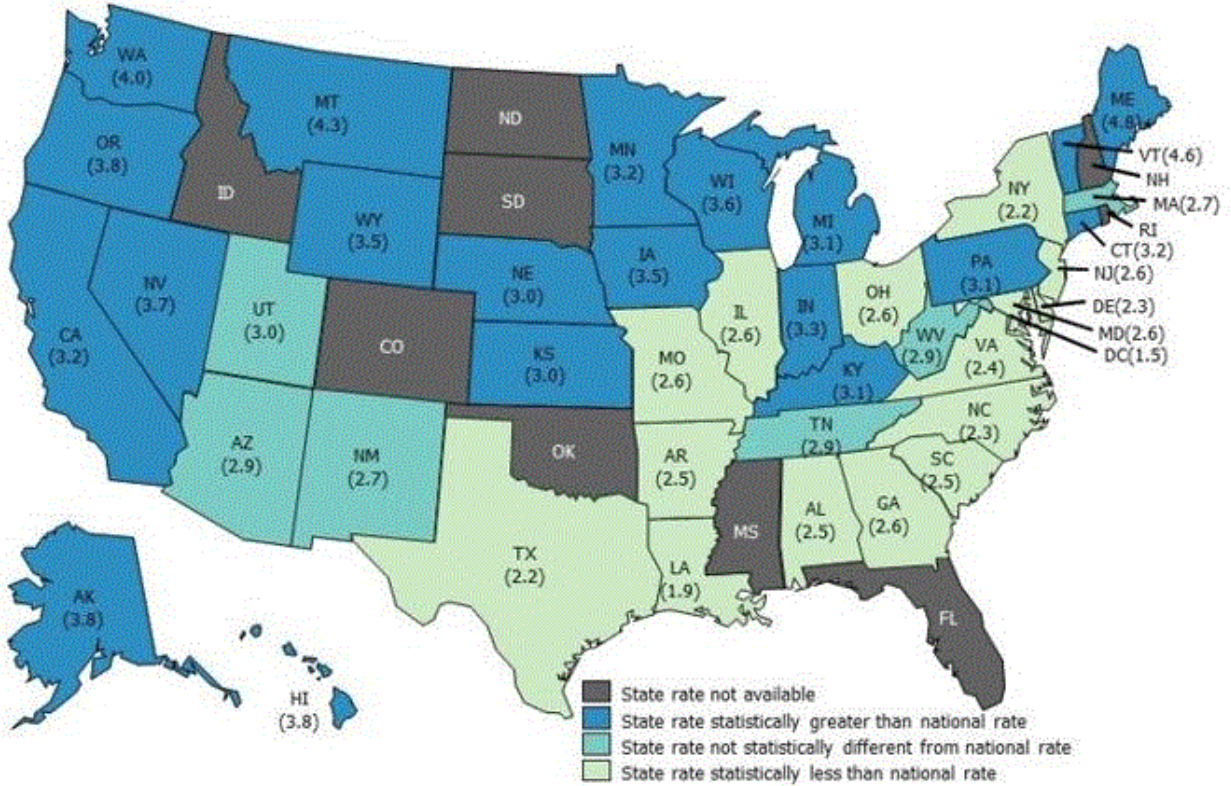 WA
(4.0)
MT
(4.3)
ND
OR
(3.8)
ID
SD
MN
(3.2)
WI
(3.6)
MI
(3.1)
NY
(2.2)
ME
(4.8)
VT(4.6)
NH
MA(2.7)
RI
CT(3.2)
NJ(2.6)
DE(2.3)
MD(2.6)
DC(1.5)
WY
(3.5)
NE
(3.0)
IA
(3.5)
PA
(3.1)
NV
(3.7)
UT
(3.0)
CA
(3.2)
CO
KS
(3.0)
MO
(2.6)
IL
(2.6)
IN
(3.3)
OH
(2.6)
WV
(2.9)
VA
(2.4)
KY
(3.1)
NC
(2.3)
TN
(2.9)
SC
(2.5)
AZ
(2.9)
NM
(2.7)
OK
AR
(2.5)
MS
AL
(2.5)
GA
(2.6)
TX
(2.2)
LA
(1.9)
FL
AK
(3.8)
HI
(3.8)
State rate not available
State rate statistically greater than national rate
State rate not statistically different from national rate
State rate statistically less than national rate